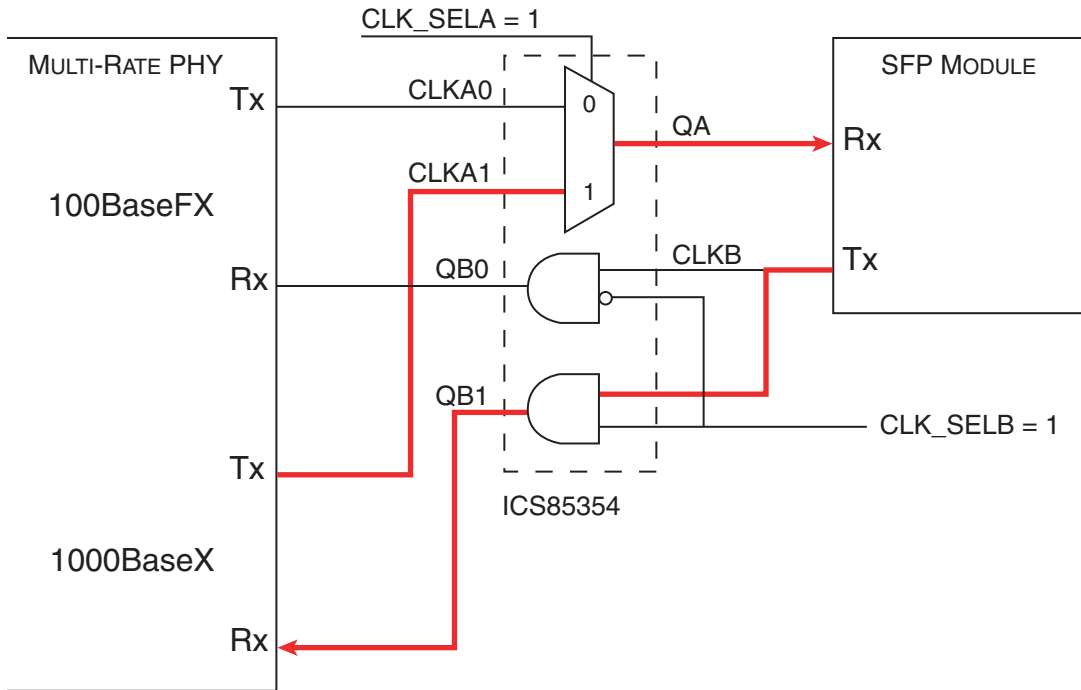 CLK_SELA = 1
MULTI-RATE PHY
SFP MODULE
Tx
CLKA0
0
QA
Rx
CLKA1
1
100BaseFX
Rx
QB0
CLKB
Tx
QB1
CLK_SELB = 1
Tx
ICS85354
1000BaseX
Rx